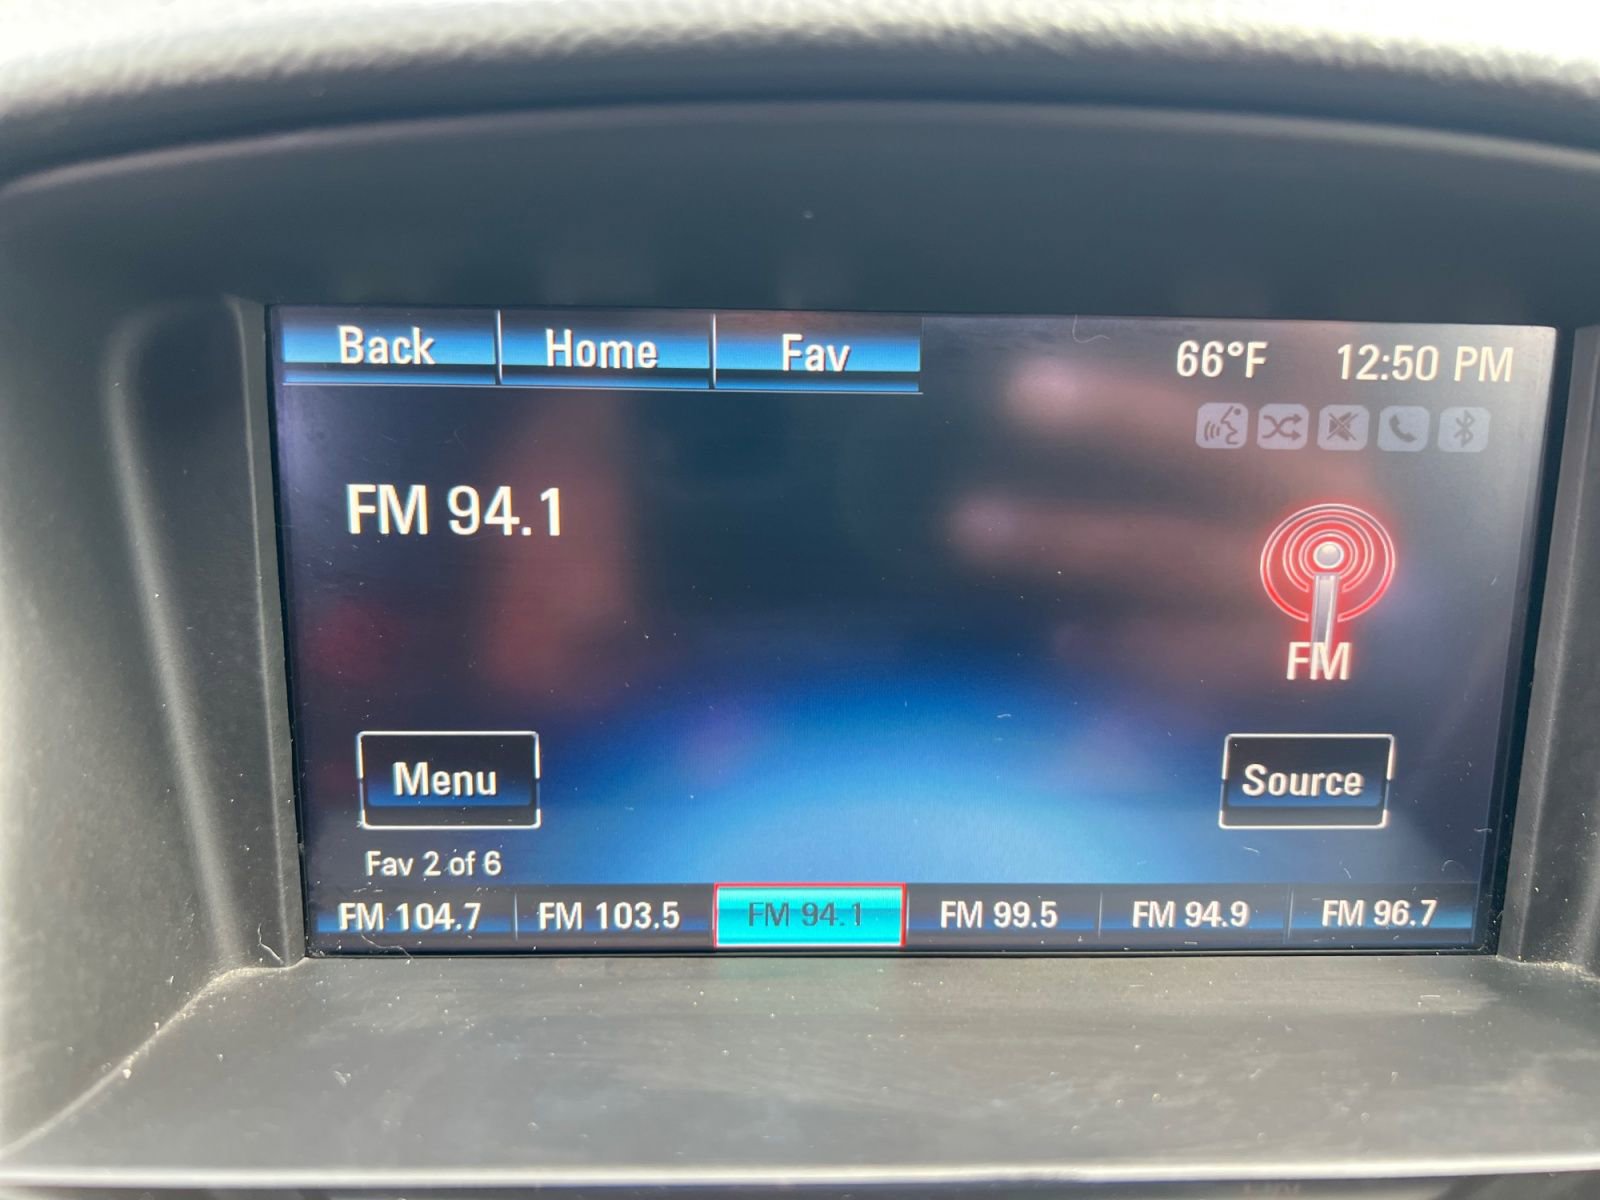 Back Home Fav 66°F 12:50 PM
FM 94.1
FM
Menu Source
Fav 2 of 6
FM 104.7 FM 103.5 FM 94.1 FM 99.5 FM 94.9 FM 96.7